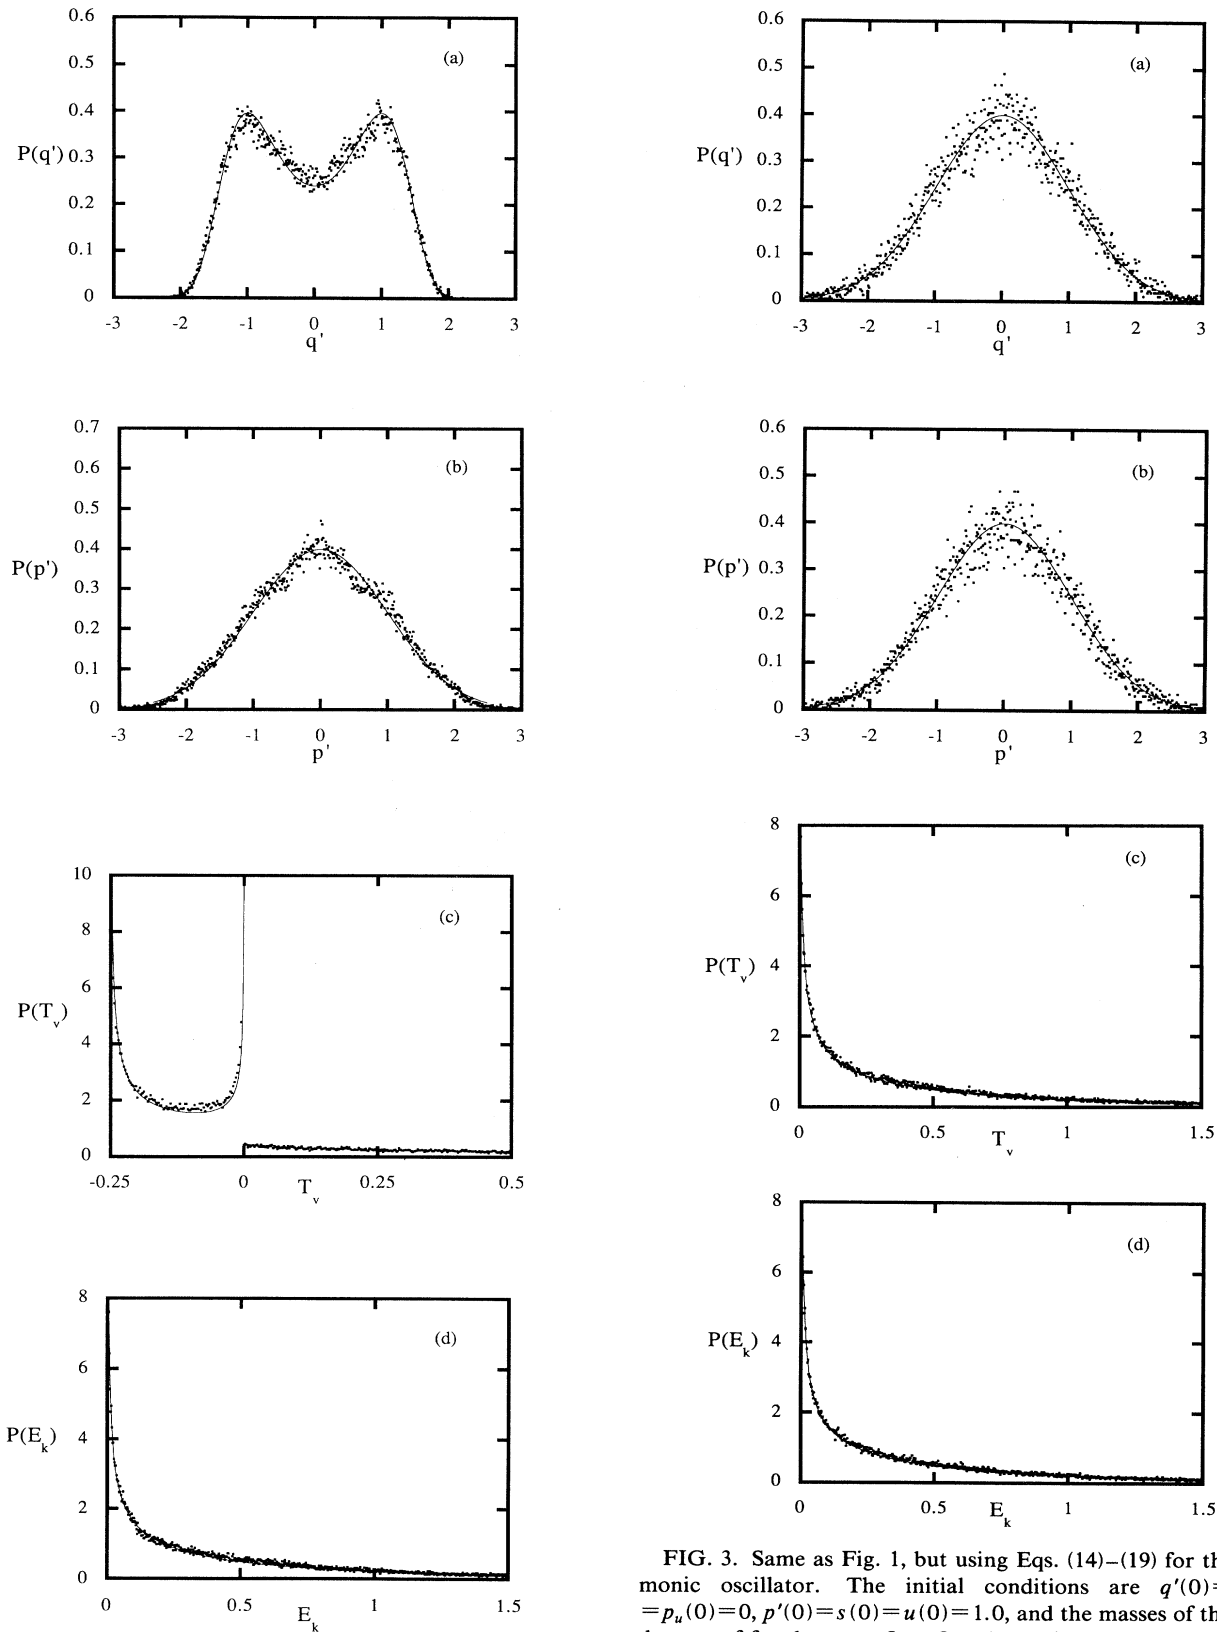 0.6
0.5
0.4
0.3
0.2
0.1
0
P(q')
(a)
-3 -2 -1 0 1 2 3
q'
0.7
0.6
0.5
0.4
0.3
0.2
0.1
0
P(p')
(b)
-3 -2 -1 0 1 2 3
p'
10
8
6
4
2
0
P(T_v)
(c)
-0.25 0 0.25 0.5
T_v
8
6
4
2
0
P(E_k)
(d)
0 0.5 1 1.5
E_k
0.6
0.5
0.4
0.3
0.2
0.1
0
P(q')
(a)
-3 -2 -1 0 1 2 3
q'
0.6
0.5
0.4
0.3
0.2
0.1
0
P(p')
(b)
-3 -2 -1 0 1 2 3
p'
8
6
4
2
0
P(T_v)
(c)
0 0.5 1 1.5
T_v
8
6
4
2
0
P(E_k)
(d)
0 0.5 1 1.5
E_k
FIG. 3. Same as Fig. 1, but using Eqs. (14)–(19) for th
monic oscillator. The initial conditions are q'(0)=
=p_u(0)=0, p'(0)=s(0)=u(0)=1.0, and the masses of th